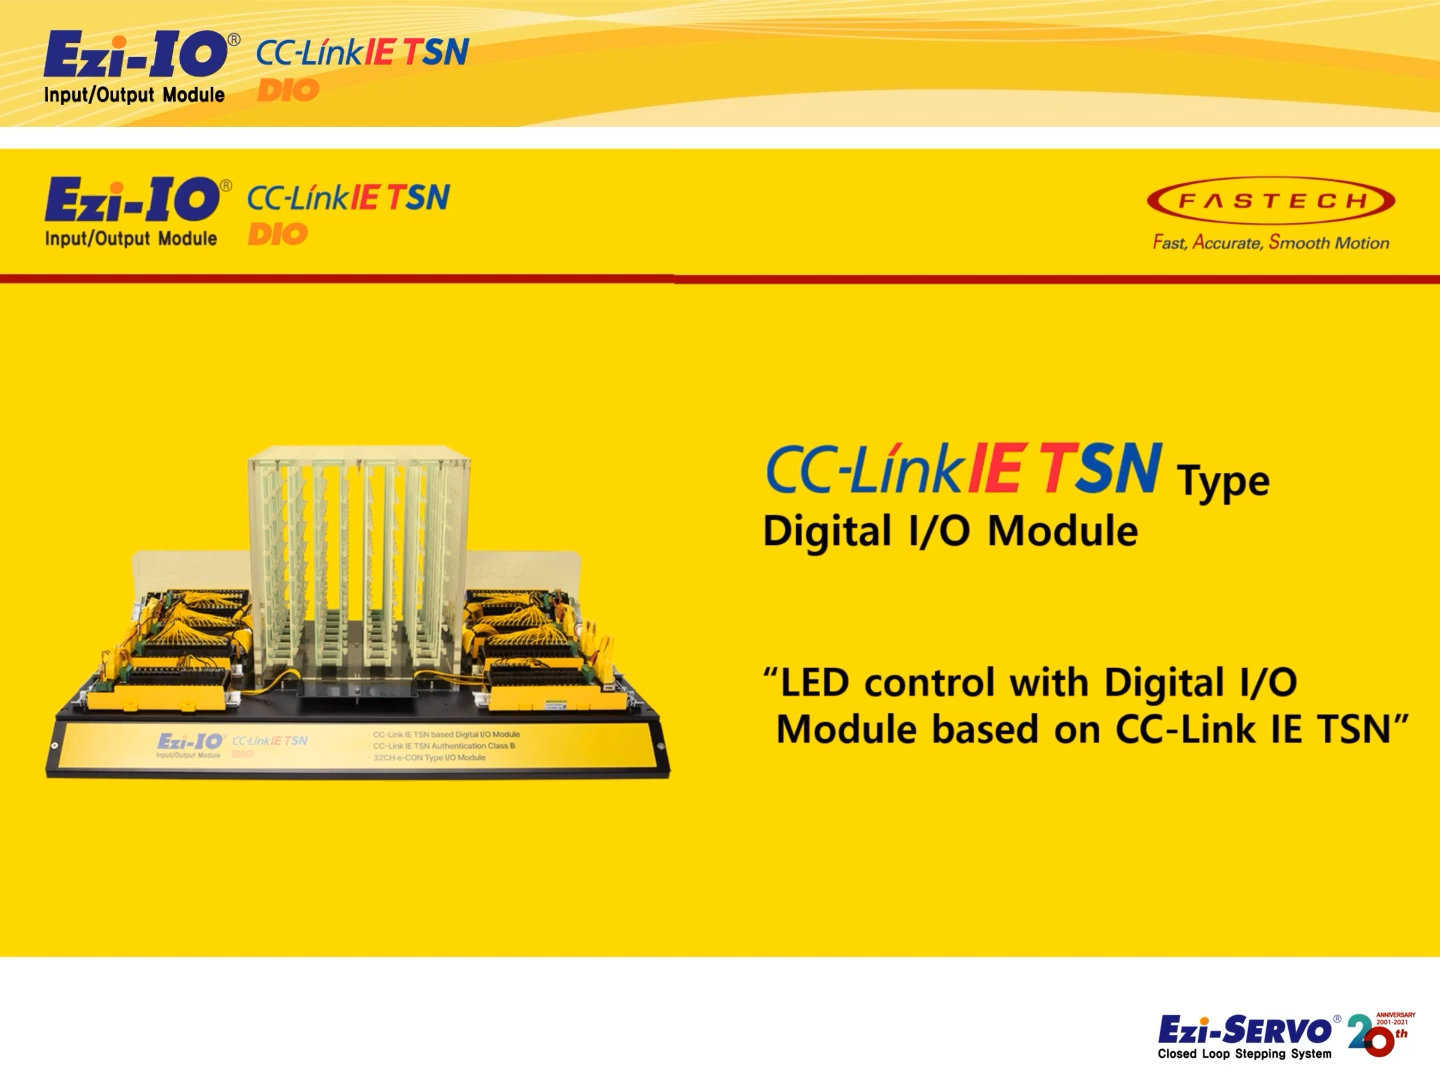 Ezi-IO®
Input/Output Module
CC-Link IE TSN
DIO
Ezi-IO®
Input/Output Module
CC-Link IE TSN
DIO
FASTECH
Fast, Accurate, Smooth Motion
CC-Link IE TSN Type
Digital I/O Module
“LED control with Digital I/O
Module based on CC-Link IE TSN”
Ezi-IO
Input/Output Module
CC-Link IE TSN
DIO
· CC-Link IE TSN based Digital I/O Module
· CC-Link IE TSN Authentication Class B
· 32CH e-CON Type I/O Module
Ezi-SERVO®
Closed Loop Stepping System
20th
ANNIVERSARY
2001-2021